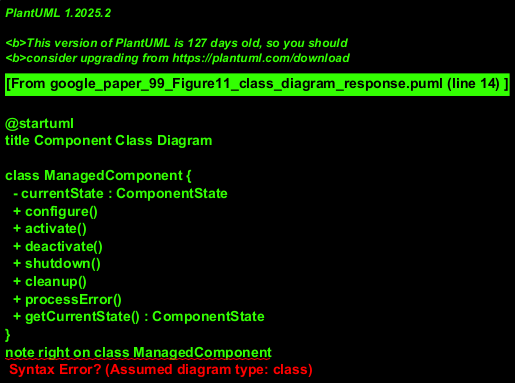 PlantUML 1.2025.2
<b>This version of PlantUML is 127 days old, so you should
<b>consider upgrading from https://plantuml.com/download
[From google_paper_99_Figure11_class_diagram_response.puml (line 14) ]
@startuml
title Component Class Diagram
class ManagedComponent {
- currentState : ComponentState
+ configure()
+ activate()
+ deactivate()
+ shutdown()
+ cleanup()
+ processError()
+ getCurrentState() : ComponentState
}
note right on class ManagedComponent
Syntax Error? (Assumed diagram type: class)